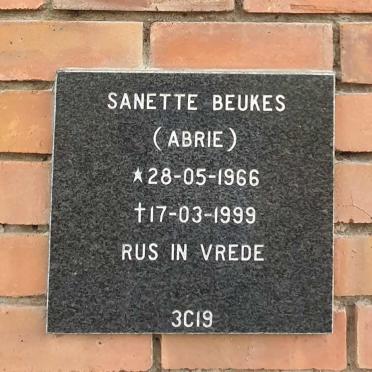 SANETTE BEUKES
(ABRIE)
★28-05-1966
†17-03-1999
RUS IN VREDE
3C19